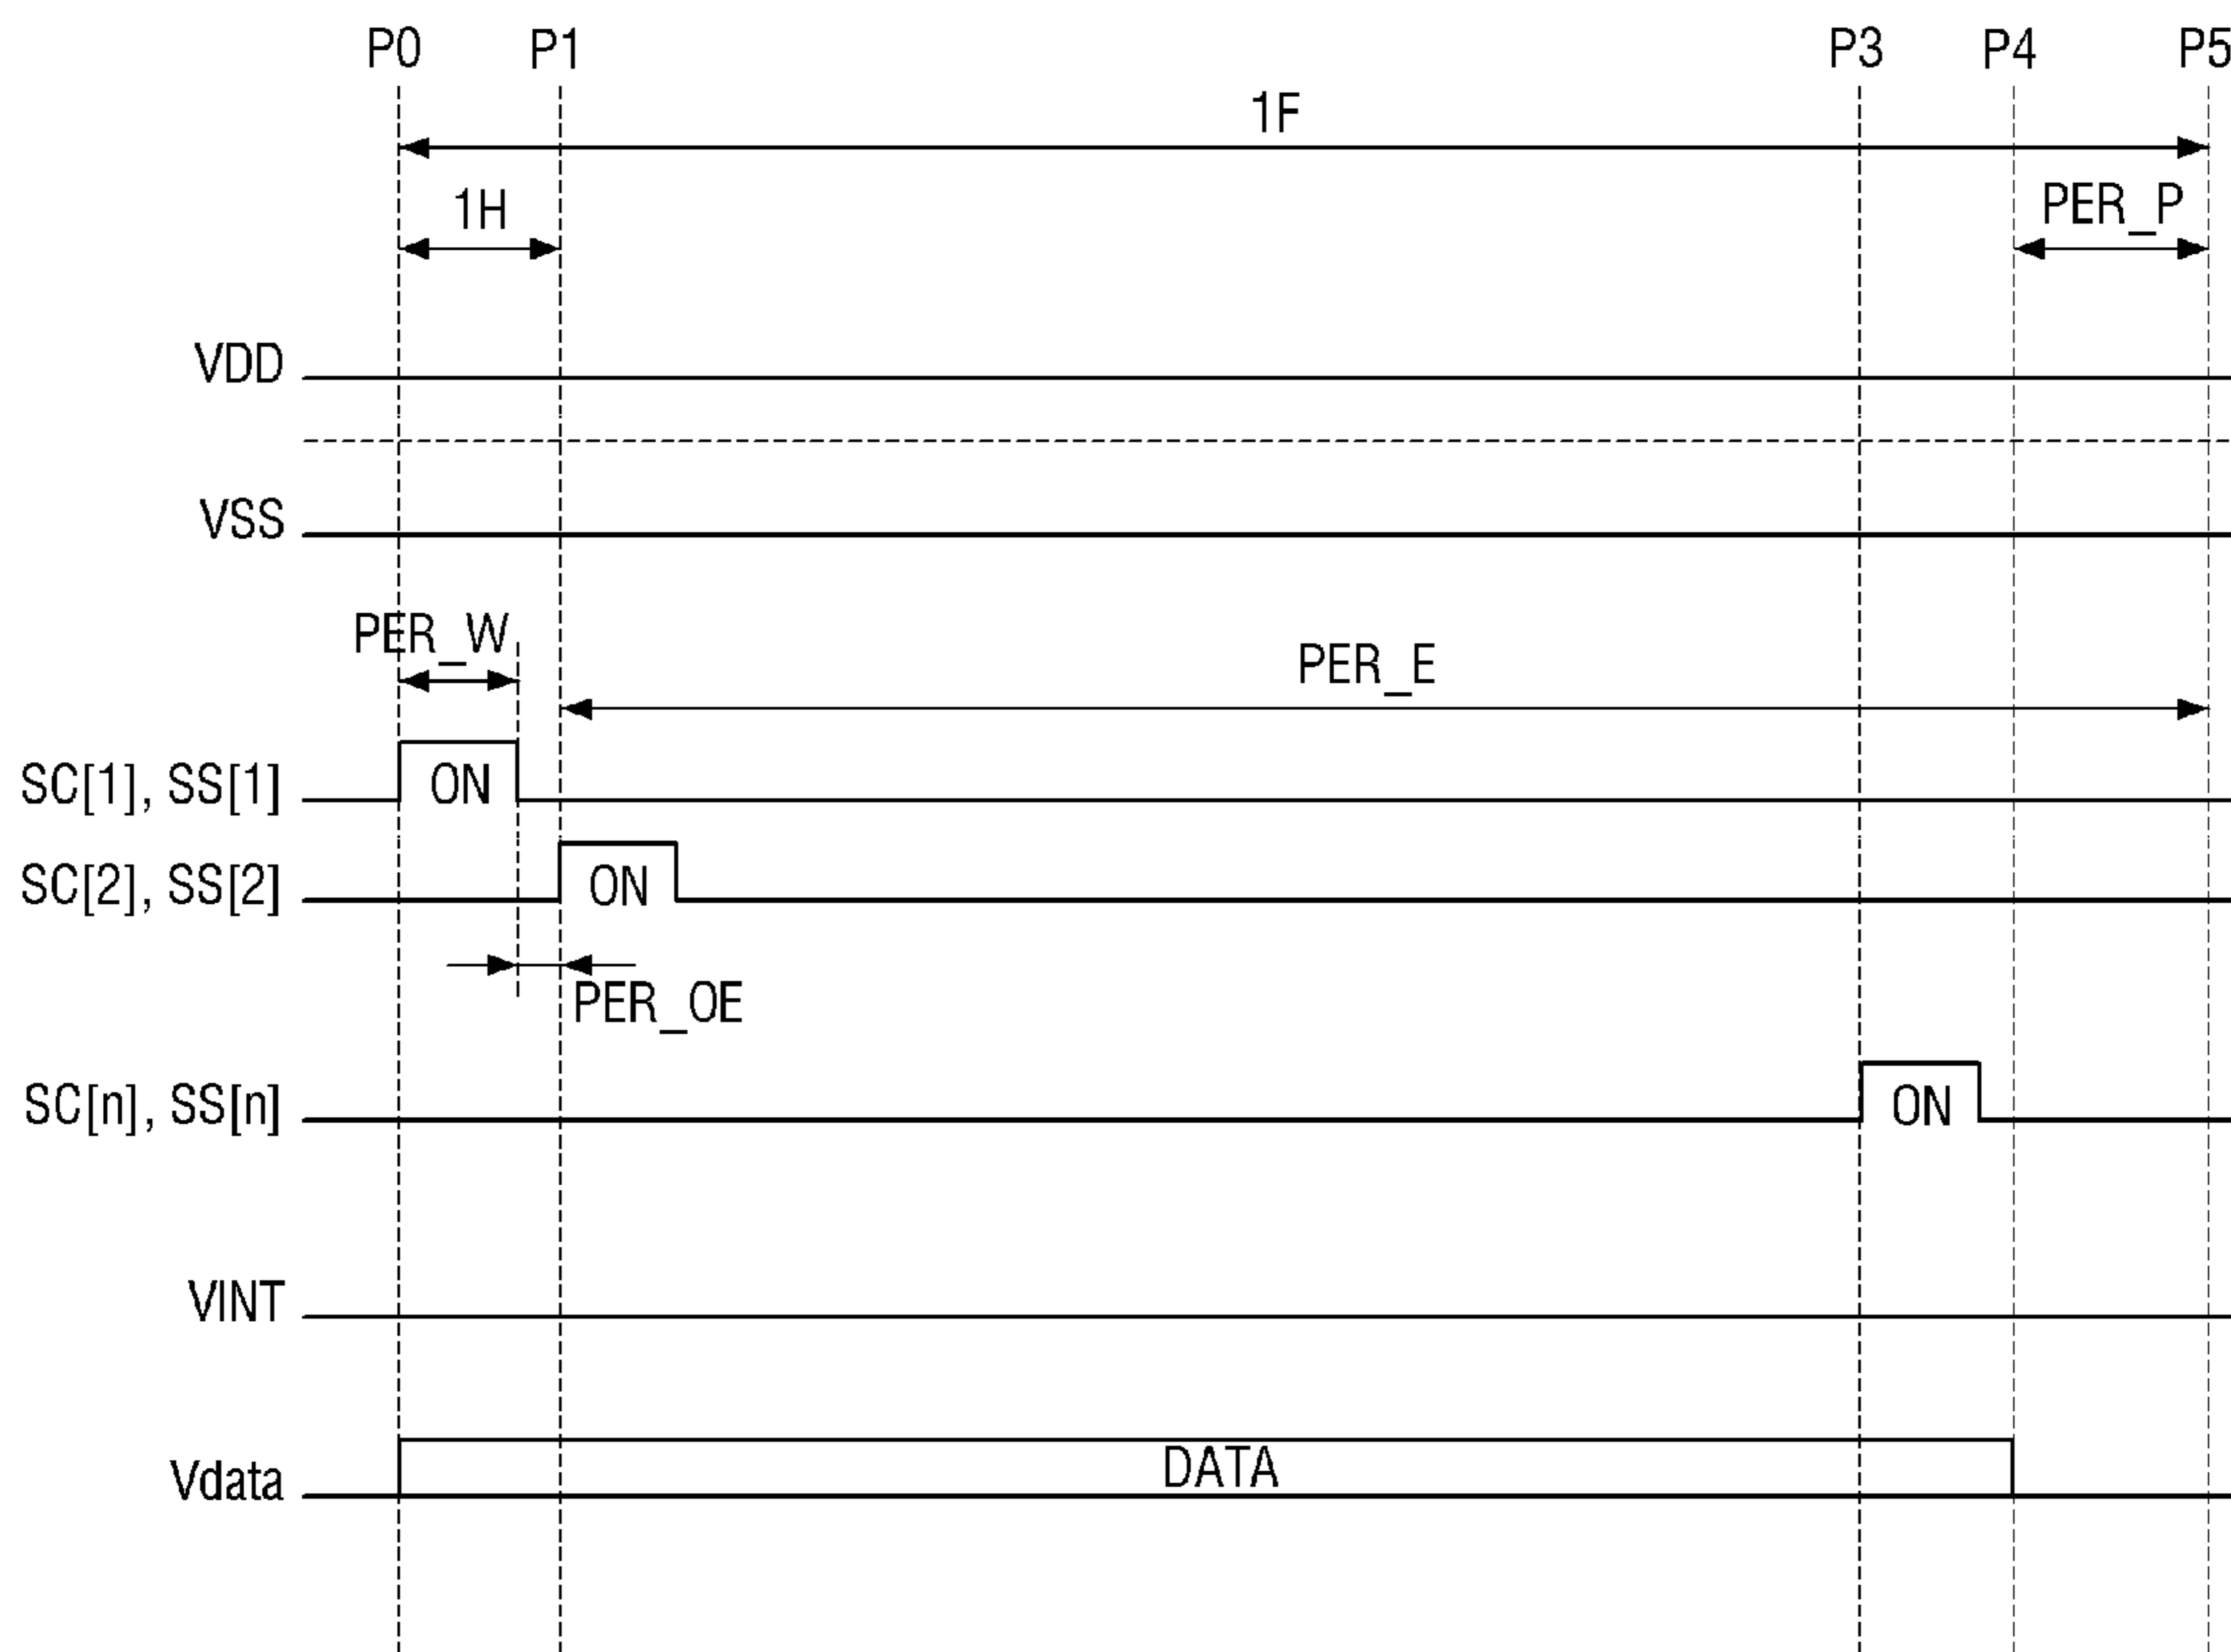 P0 P1 P3 P4 P5
1F
1H PER_P
VDD
VSS
PER_W PER_E
SC[1], SS[1] ON
SC[2], SS[2] ON
PER_OE
SC[n], SS[n] ON
VINT
Vdata DATA